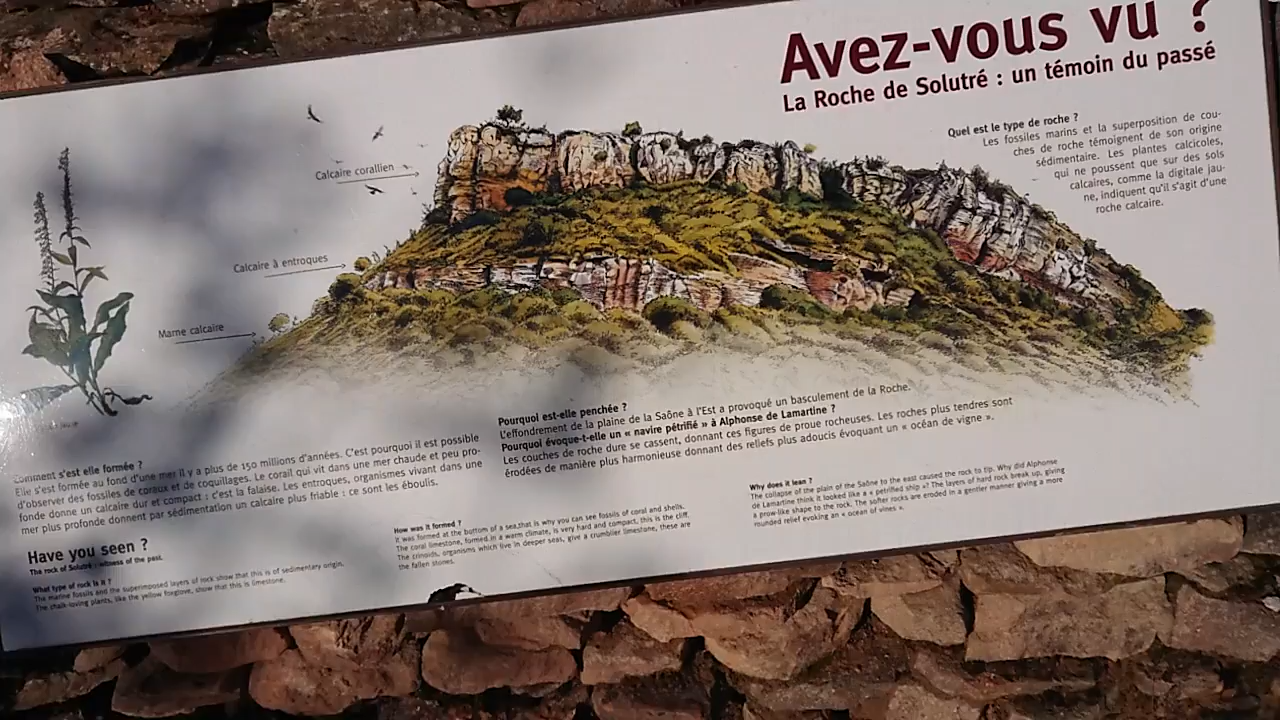 Avez-vous vu ?
La Roche de Solutré : un témoin du passé
Quel est le type de roche ?
Les fossiles marins et la superposition de cou-
ches de roche témoignent de son origine
sédimentaire. Les plantes calcicoles,
qui ne poussent que sur des sols
calcaires, comme la digitale jau-
ne, indiquent qu'il s'agit d'une
roche calcaire.
Calcaire corallien
Calcaire à entroques
Marne calcaire
Comment s'est elle formée ?
Elle s'est formée au fond d'une mer il y a plus de 150 millions d'années. C'est pourquoi il est possible
d'observer des fossiles de coraux et de coquillages. Le corail qui vit dans une mer chaude et peu pro-
fonde donne un calcaire dur et compact : c'est la falaise. Les entroques, organismes vivant dans une
mer plus profonde donnent par sédimentation un calcaire plus friable : ce sont les éboulis.
Pourquoi est-elle penchée ?
L'effondrement de la plaine de la Saône à l'Est a provoqué un basculement de la Roche.
Pourquoi évoque-t-elle un « navire pétrifié » à Alphonse de Lamartine ?
Les couches de roche dure se cassent, donnant ces figures de proue rocheuses. Les roches plus tendres sont
érodées de manière plus harmonieuse donnant des reliefs plus adoucis évoquant un « océan de vigne ».
Have you seen ?
The rock of Solutré : witness of the past.
What type of rock is it ?
The marine fossils and the superimposed layers of rock show that this is of sedimentary origin.
The chalk-loving plants, like the yellow foxglove, show that this is limestone.
How was it formed ?
It was formed at the bottom of a sea,that is why you can see fossils of coral and shells.
The coral limestone, formed in a warm climate, is very hard and compact, this is the cliff.
The crinoids, organisms which live in deeper seas, give a crumblier limestone, these are
the fallen stones.
Why does it lean ?
The collapse of the plain of the Saône to the east caused the rock to tip. Why did Alphonse
de Lamartine think it looked like a « petrified ship »? The layers of hard rock break up, giving
a prow-like shape to the rock. The softer rocks are eroded in a gentler manner giving a more
rounded relief evoking an « ocean of vines ».